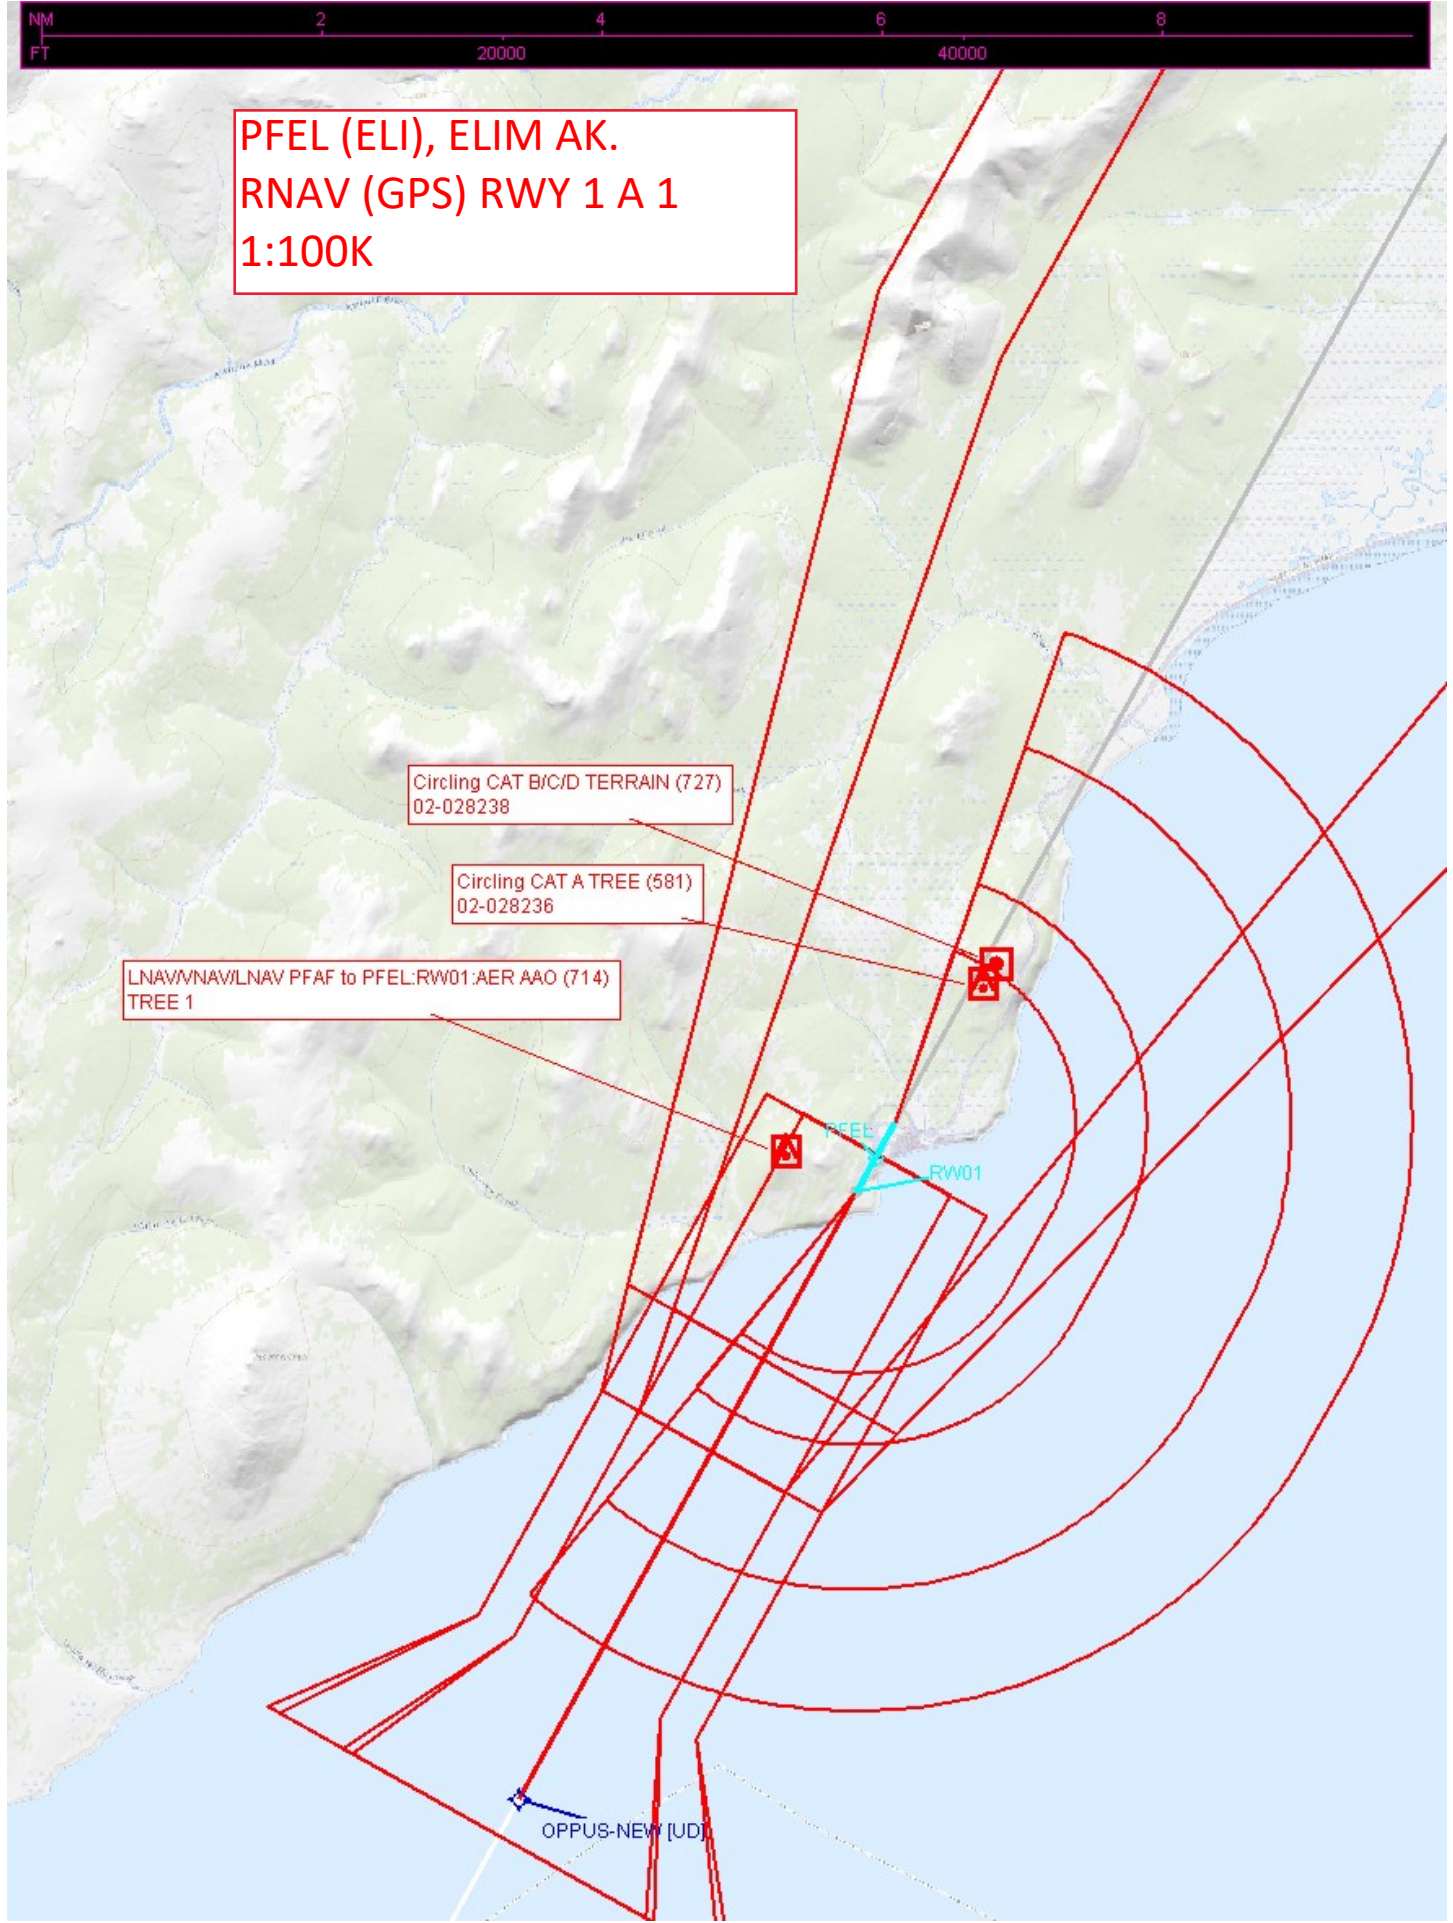 NM 2 4 6 8
FT 20000 40000
PFEL (ELI), ELIM AK.
RNAV (GPS) RWY 1 A 1
1:100K
Circling CAT B/C/D TERRAIN (727)
02-028238
Circling CAT A TREE (581)
02-028236
LNAV/VNAV/LNAV PFAF to PFEL:RW01:AER AAO (714)
TREE 1
PFEL
RW01
OPPUS-NEW [UD]